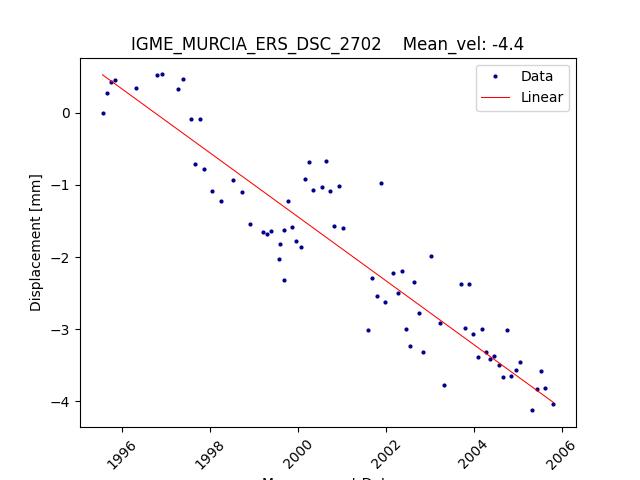 IGME_MURCIA_ERS_DSC_2702 Mean_vel: -4.4
Data
Linear
Displacement [mm]
0
−1
−2
−3
−4
1996
1998
2000
2002
2004
2006